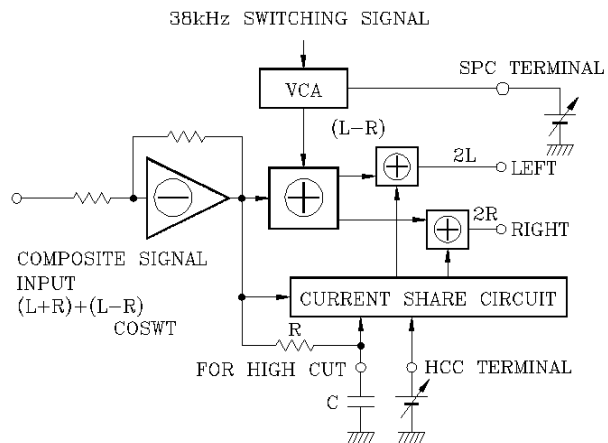 38kHz SWITCHING SIGNAL
VCA
SPC TERMINAL
(L-R)
2L
LEFT
2R
RIGHT
COMPOSITE SIGNAL
INPUT
(L+R)+(L-R)
COSWT
CURRENT SHARE CIRCUIT
R
FOR HIGH CUT
HCC TERMINAL
C